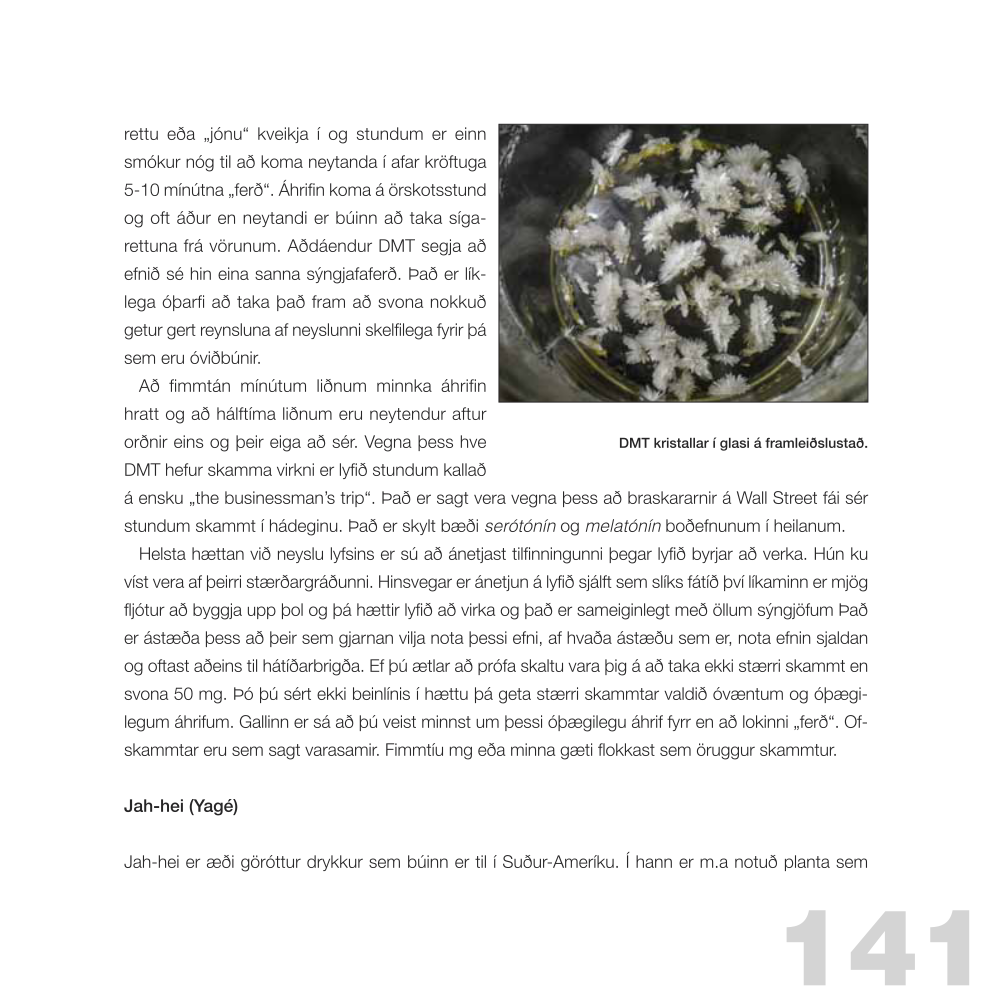 rettu eða „jónu“ kveikja í og stundum er einn
smókur nóg til að koma neytanda í afar kröftuga
5-10 mínútna „ferð“. Áhrifin koma á örskotsstund
og oft áður en neytandi er búinn að taka síga-
rettuna frá vörunum. Aðdáendur DMT segja að
efnið sé hin eina sanna sýngjafaferð. Það er lík-
lega óþarfi að taka það fram að svona nokkuð
getur gert reynsluna af neyslunni skelfilega fyrir þá
sem eru óviðbúnir.
Að fimmtán mínútum liðnum minnka áhrifin
hratt og að hálftíma liðnum eru neytendur aftur
orðnir eins og þeir eiga að sér. Vegna þess hve
DMT hefur skamma virkni er lyfið stundum kallað
DMT kristallar í glasi á framleiðslustað.
á ensku „the businessman’s trip“. Það er sagt vera vegna þess að braskararnir á Wall Street fái sér
stundum skammt í hádeginu. Það er skylt bæði serótónín og melatónín boðefnunum í heilanum.
Helsta hættan við neyslu lyfsins er sú að ánetjast tilfinningunni þegar lyfið byrjar að verka. Hún ku
víst vera af þeirri stærðargráðunni. Hinsvegar er ánetjun á lyfið sjálft sem slíks fátíð því líkaminn er mjög
fljótur að byggja upp þol og þá hættir lyfið að virka og það er sameiginlegt með öllum sýngjöfum Það
er ástæða þess að þeir sem gjarnan vilja nota þessi efni, af hvaða ástæðu sem er, nota efnin sjaldan
og oftast aðeins til hátíðarbrigða. Ef þú ætlar að prófa skaltu vara þig á að taka ekki stærri skammt en
svona 50 mg. Þó þú sért ekki beinlínis í hættu þá geta stærri skammtar valdið óvæntum og óþægi-
legum áhrifum. Gallinn er sá að þú veist minnst um þessi óþægilegu áhrif fyrr en að lokinni „ferð“. Of-
skammtar eru sem sagt varasamir. Fimmtíu mg eða minna gæti flokkast sem öruggur skammtur.
Jah-hei (Yagé)
Jah-hei er æði göróttur drykkur sem búinn er til í Suður-Ameríku. Í hann er m.a notuð planta sem
141